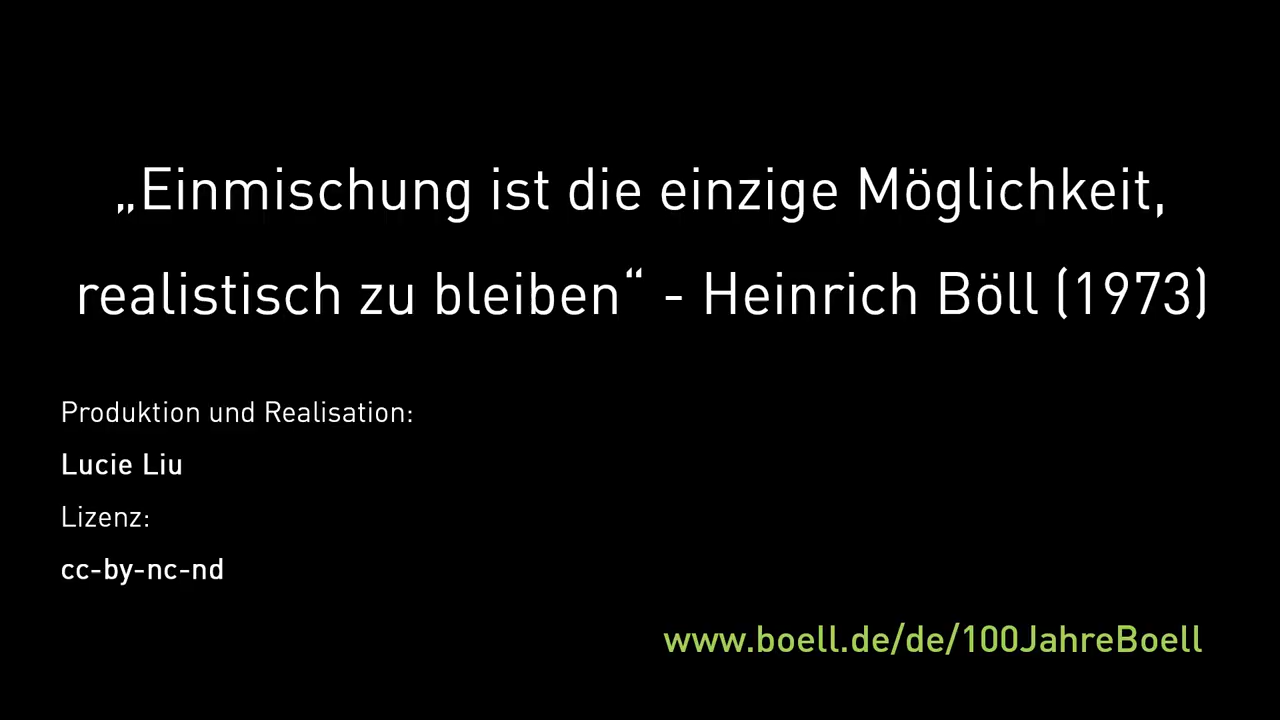 „Einmischung ist die einzige Möglichkeit,
realistisch zu bleiben“ - Heinrich Böll (1973)
Produktion und Realisation:
Lucie Liu
Lizenz:
cc-by-nc-nd
www.boell.de/de/100JahreBoell